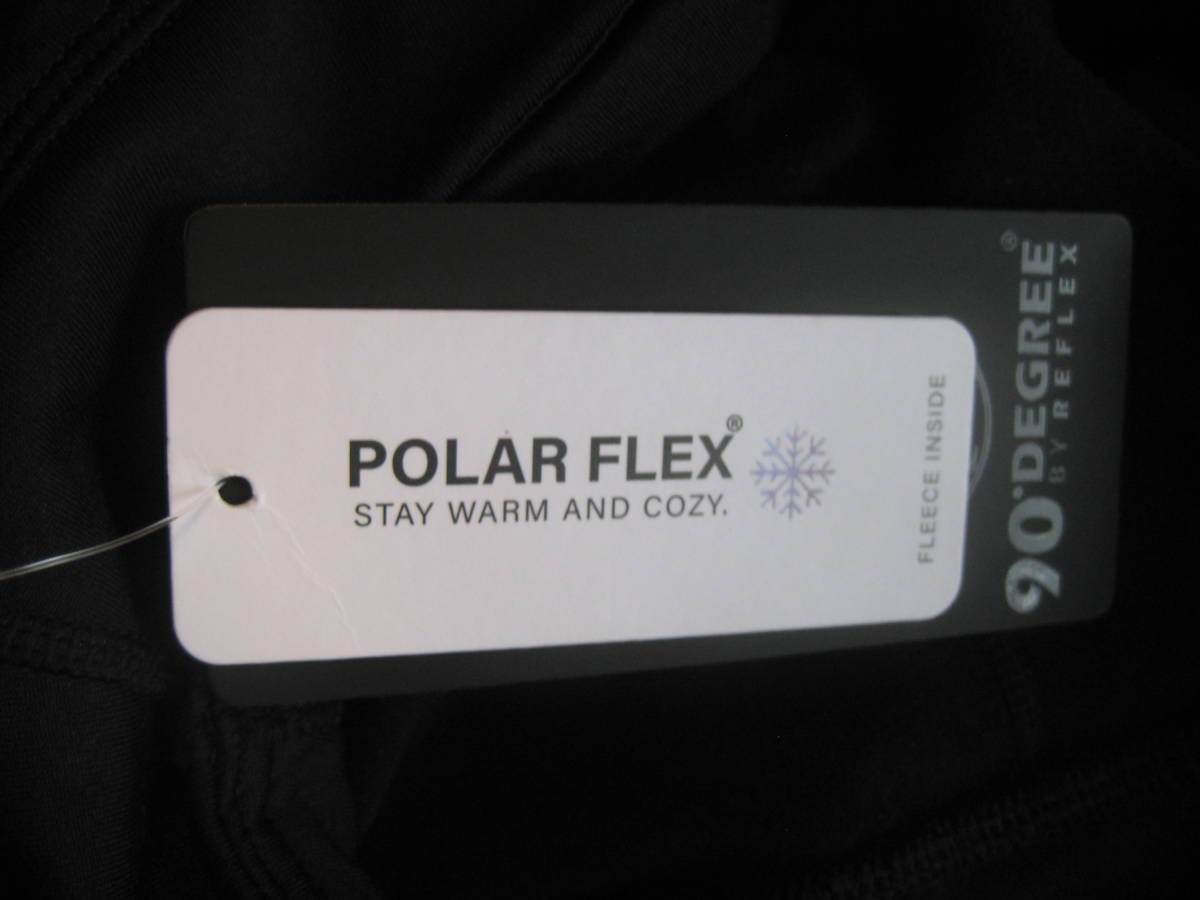 POLAR FLEX®
STAY WARM AND COZY.
FLEECE INSIDE
90°DEGREE®
BY REFLEX